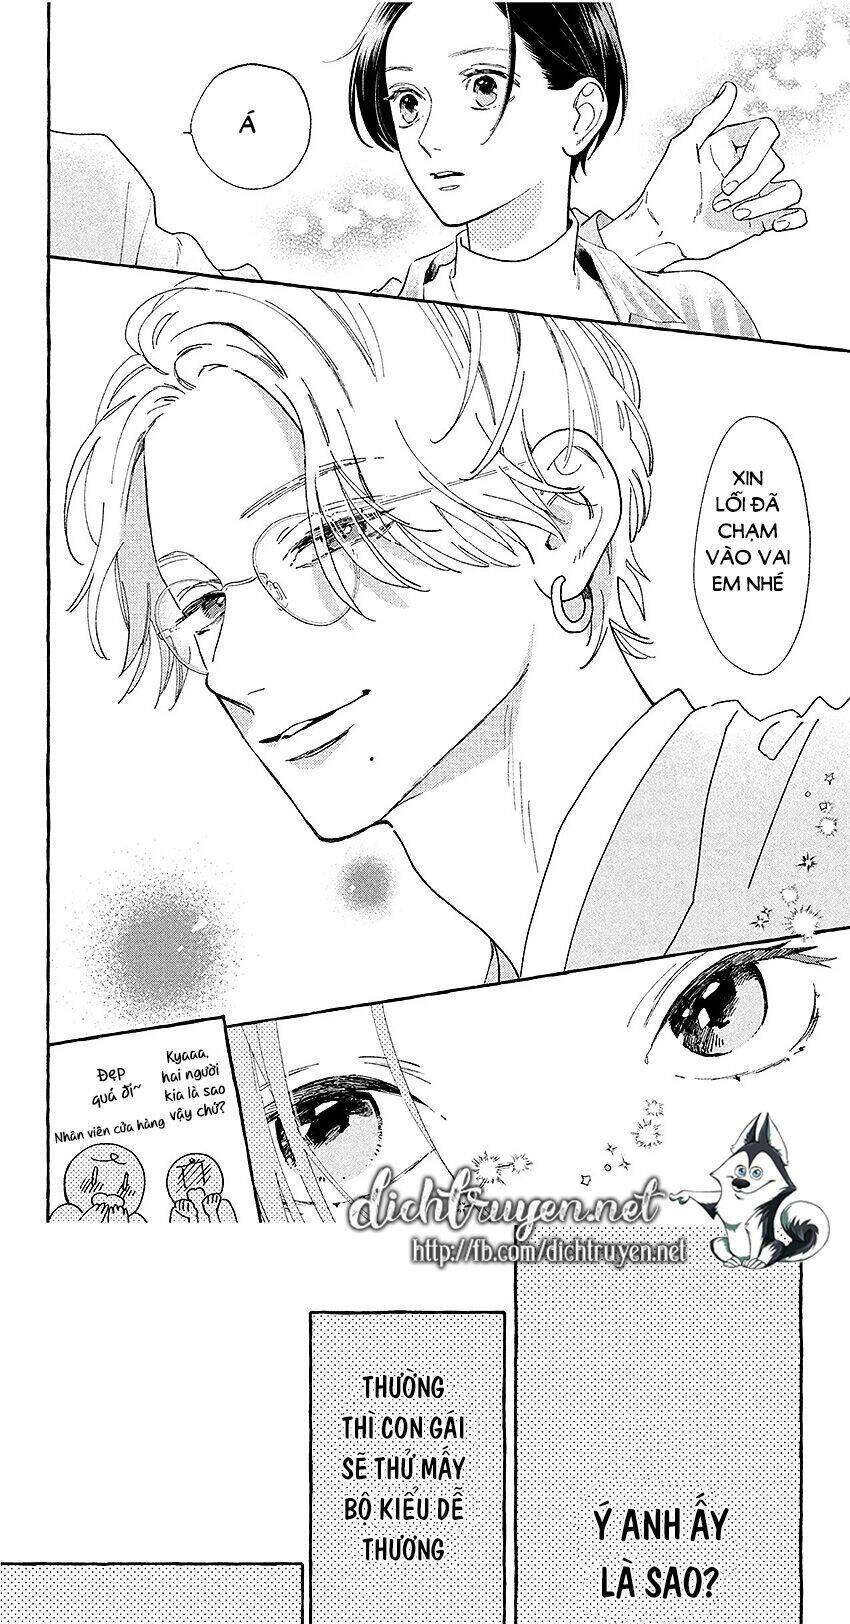 Á
XIN
LỖI ĐÃ
CHẠM
VÀO VAI
EM NHÉ
Kyaaa,
hai người
kia là sao
vậy chứ?
Đẹp
quá đi~
Nhân viên cửa hàng
dichtruyen.net
http://fb.com/dichtruyen.net
Ý ANH ẤY
LÀ SAO?
THƯỜNG
THÌ CON GÁI
SẼ THỬ MẤY
BỘ KIỂU DỄ
THƯƠNG